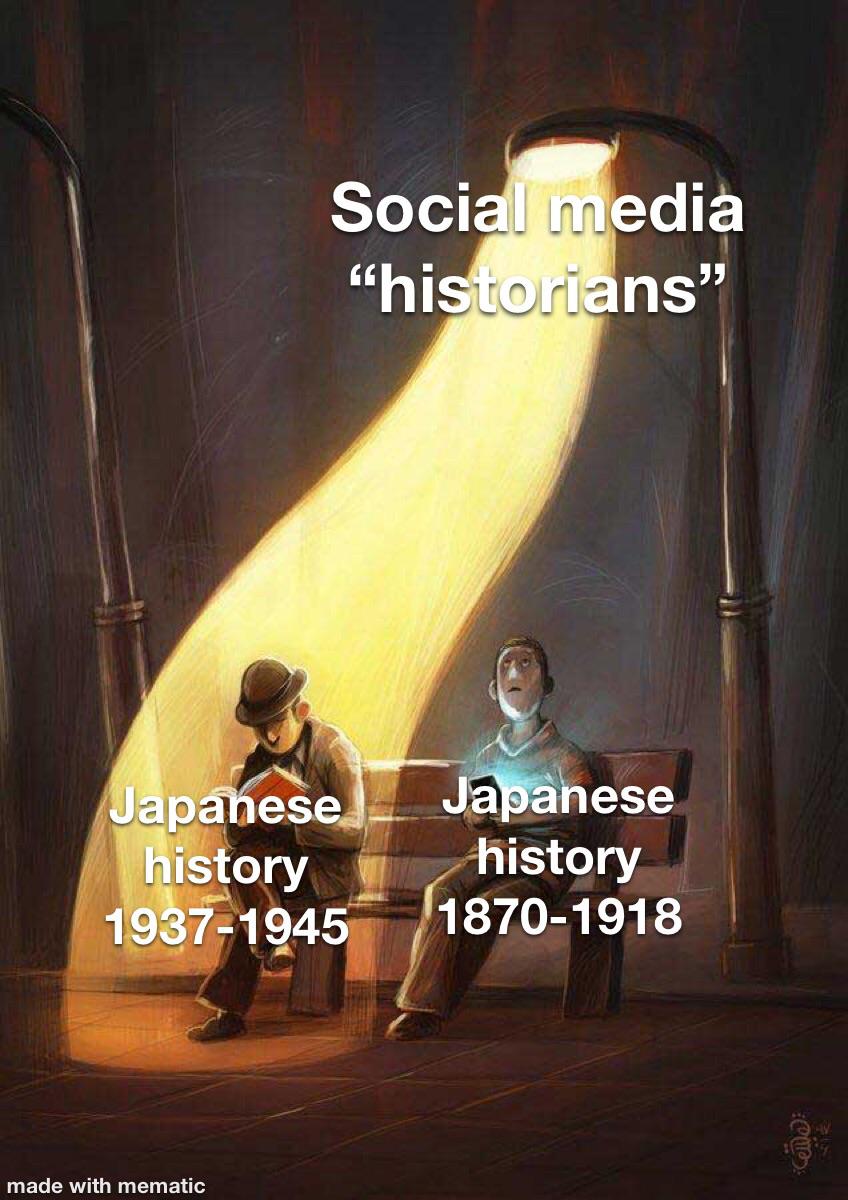 Social media
“historians”
Japanese
history
1937-1945
Japanese
history
1870-1918
made with mematic